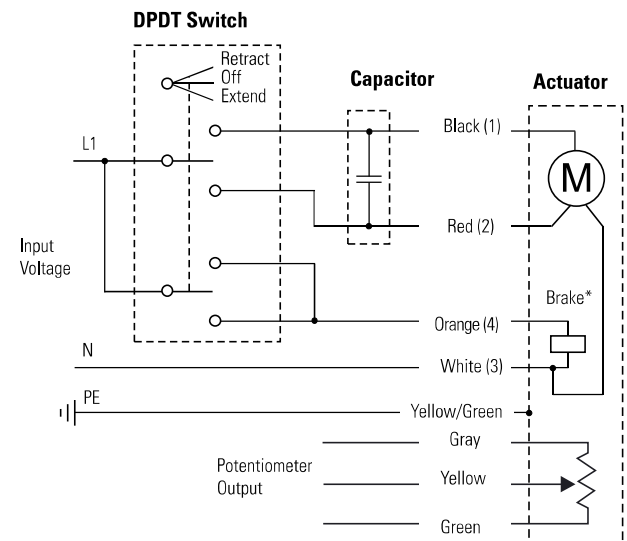 DPDT Switch
Retract
Off
Extend
Capacitor
Actuator
Black (1)
L1
M
Red (2)
Input
Voltage
Brake*
Orange (4)
N
White (3)
PE
Yellow/Green
Gray
Potentiometer
Output
Yellow
Green